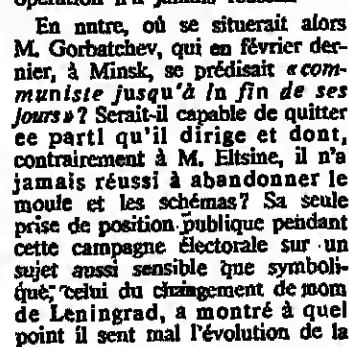 En nntre, où se situerait alors
M. Gorbatchev, qui en février der-
nier, à Minsk, se prédisait « com-
muniste jusqu'à la fin de ses
jours » ? Serait-il capable de quitter
ee partl qu'il dirige et dont,
contrairement à M. Eltsine, il n'a
jamais réussi à abandonner le
moule et les schémas ? Sa seule
prise de position publique pendant
cette campagne électorale sur un
sujet aussi sensible que symboli-
que, celui du changement de nom
de Leningrad, a montré à quel
point il sent mal l'évolution de la